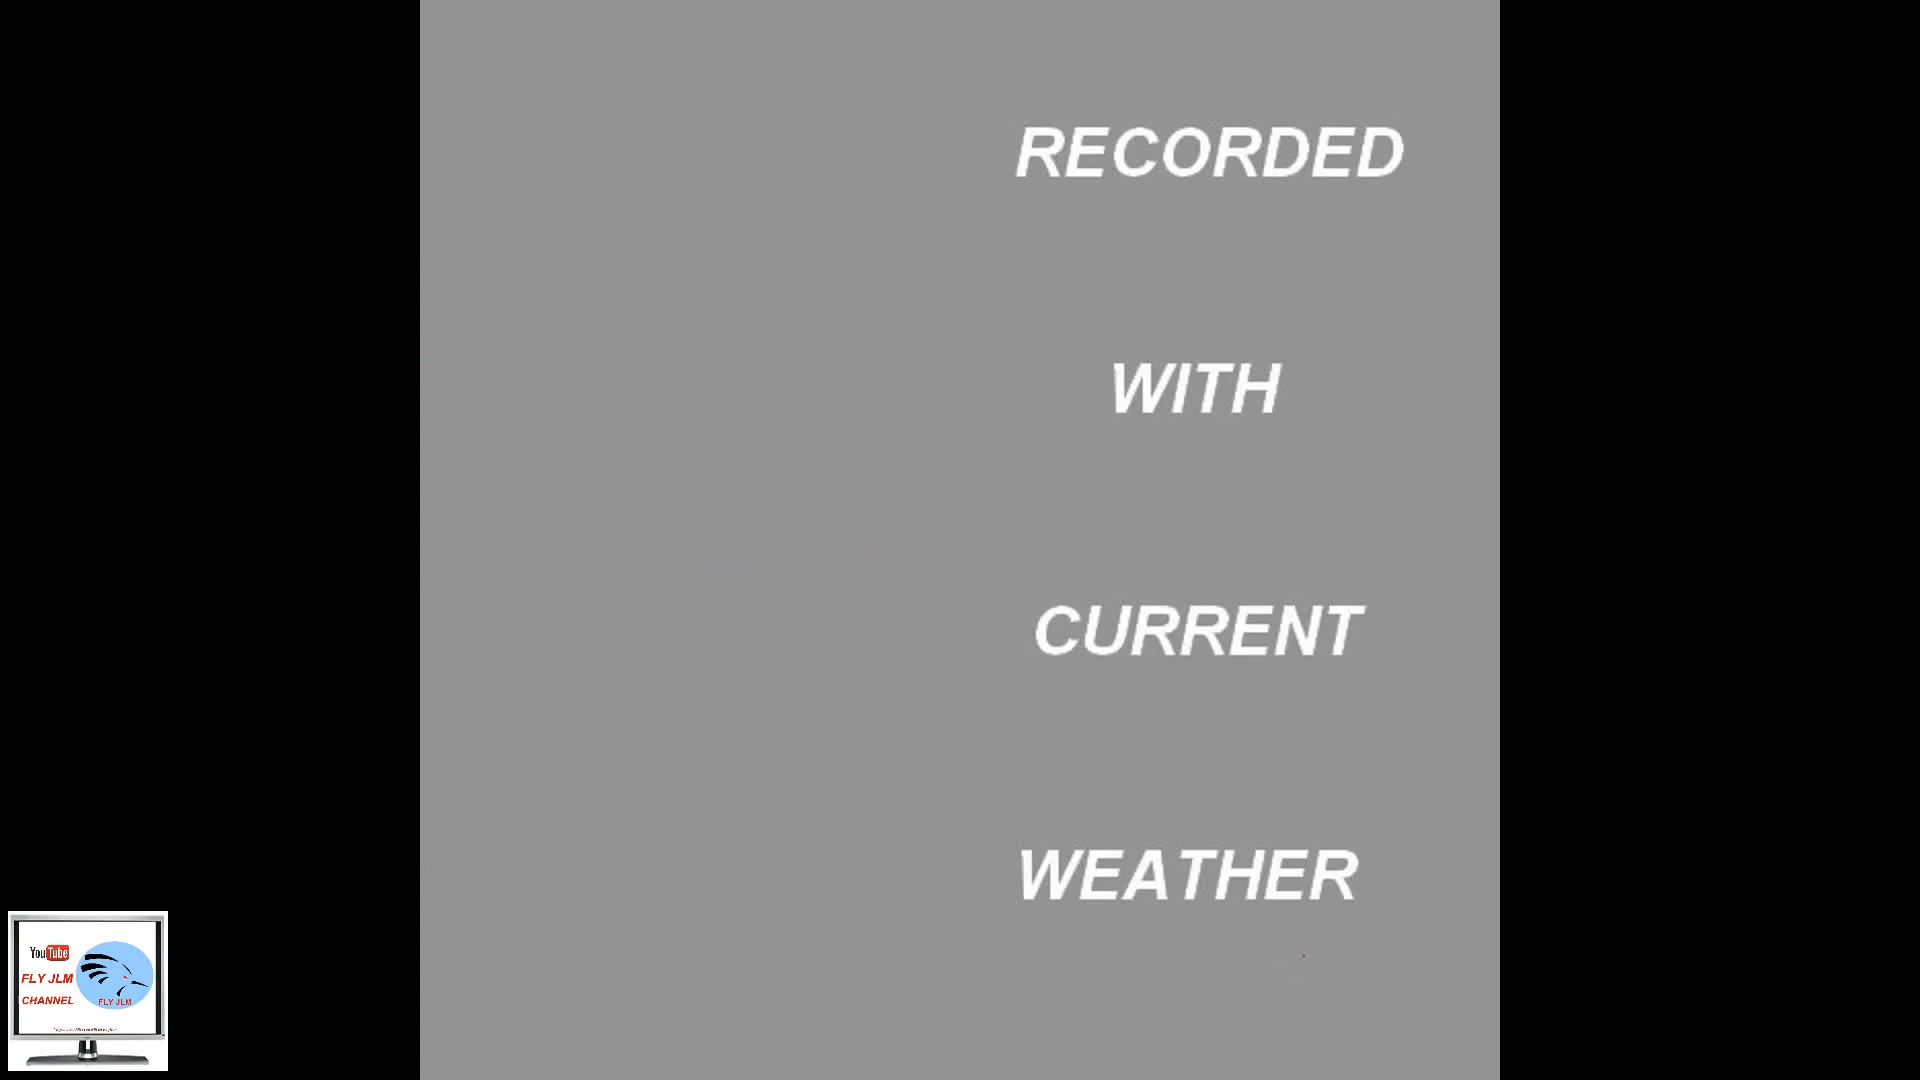 RECORDED
WITH
CURRENT
WEATHER
YouTube
FLY JLM
CHANNEL
FLY JLM